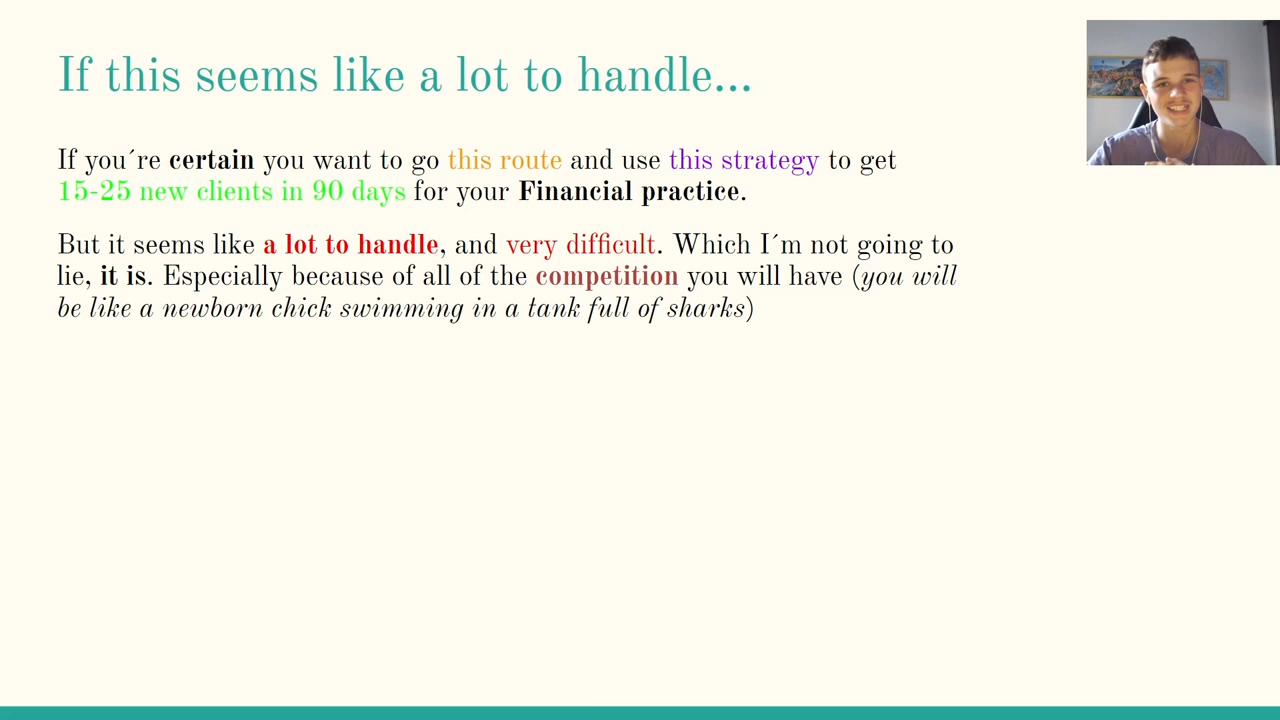 If this seems like a lot to handle...
If you´re certain you want to go this route and use this strategy to get
15-25 new clients in 90 days for your Financial practice.
But it seems like a lot to handle, and very difficult. Which I´m not going to
lie, it is. Especially because of all of the competition you will have (you will
be like a newborn chick swimming in a tank full of sharks)